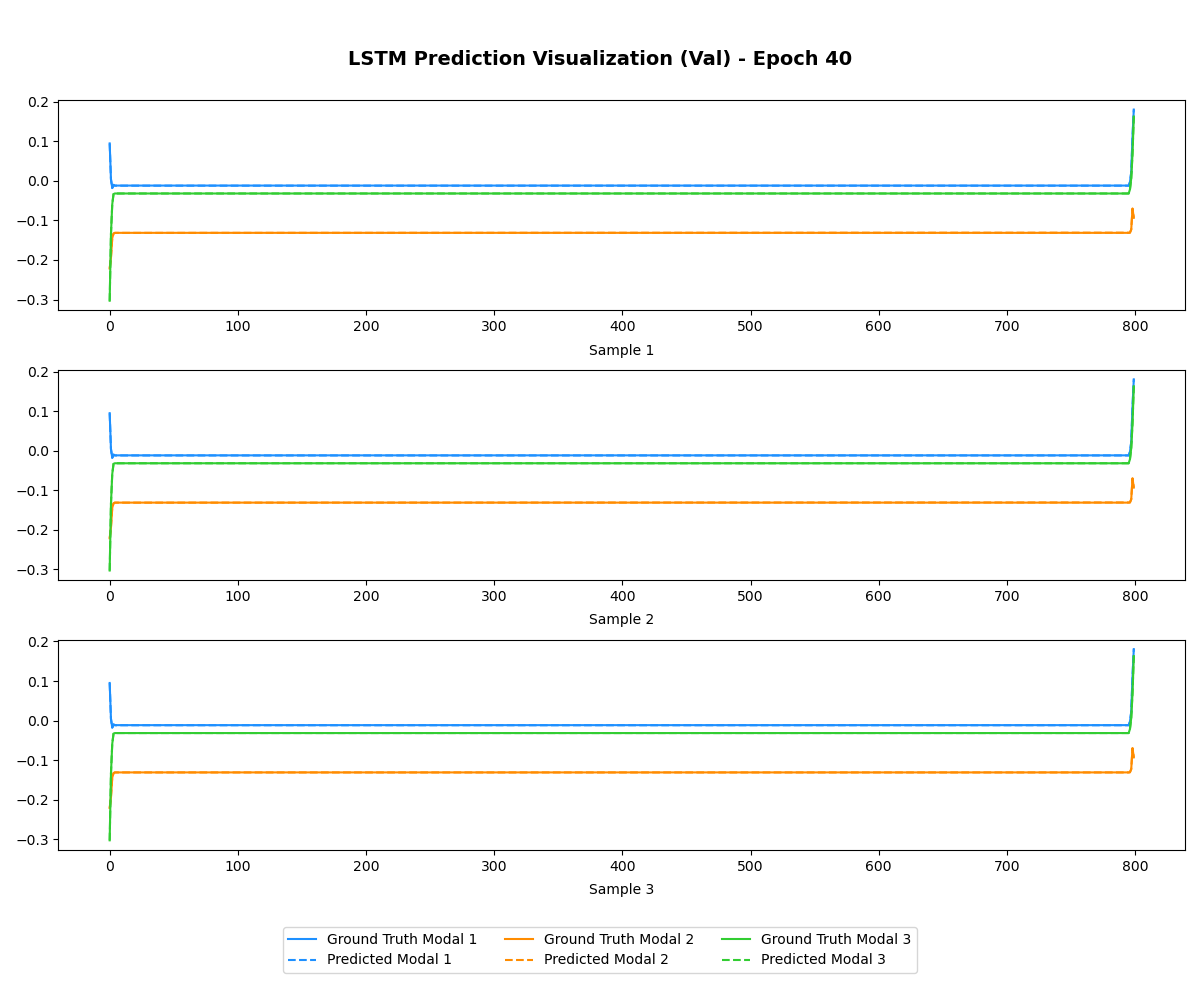 LSTM Prediction Visualization (Val) - Epoch 40
0.2
0.1
0.0
−0.1
−0.2
−0.3
0 100 200 300 400 500 600 700 800
Sample 1
0.2
0.1
0.0
−0.1
−0.2
−0.3
0 100 200 300 400 500 600 700 800
Sample 2
0.2
0.1
0.0
−0.1
−0.2
−0.3
0 100 200 300 400 500 600 700 800
Sample 3
Ground Truth Modal 1 Ground Truth Modal 2 Ground Truth Modal 3
Predicted Modal 1 Predicted Modal 2 Predicted Modal 3